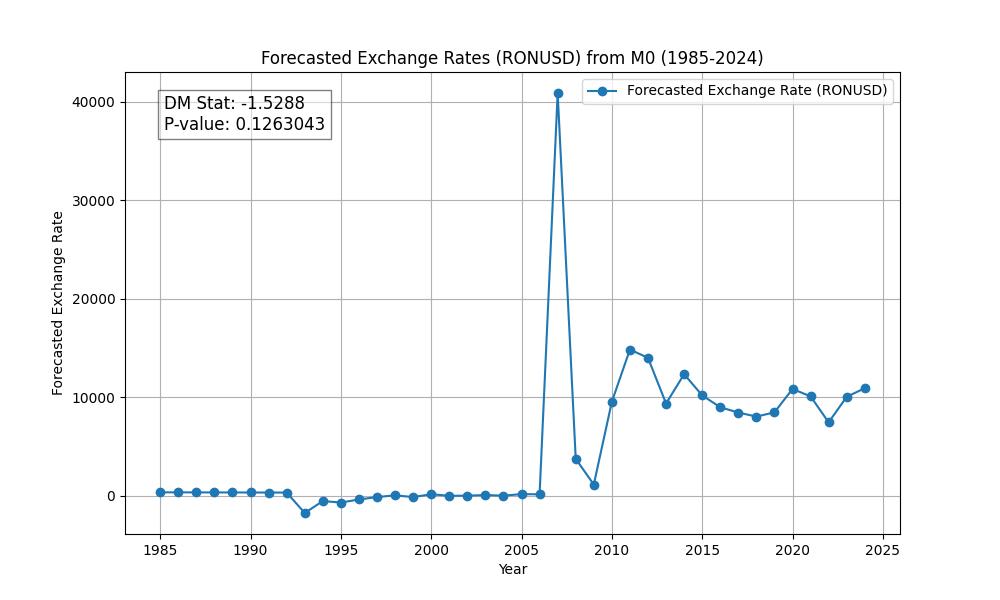 Forecasted Exchange Rates (RONUSD) from M0 (1985-2024)
DM Stat: -1.5288
P-value: 0.1263043
Forecasted Exchange Rate (RONUSD)
40000
30000
20000
10000
0
Forecasted Exchange Rate
1985 1990 1995 2000 2005 2010 2015 2020 2025
Year